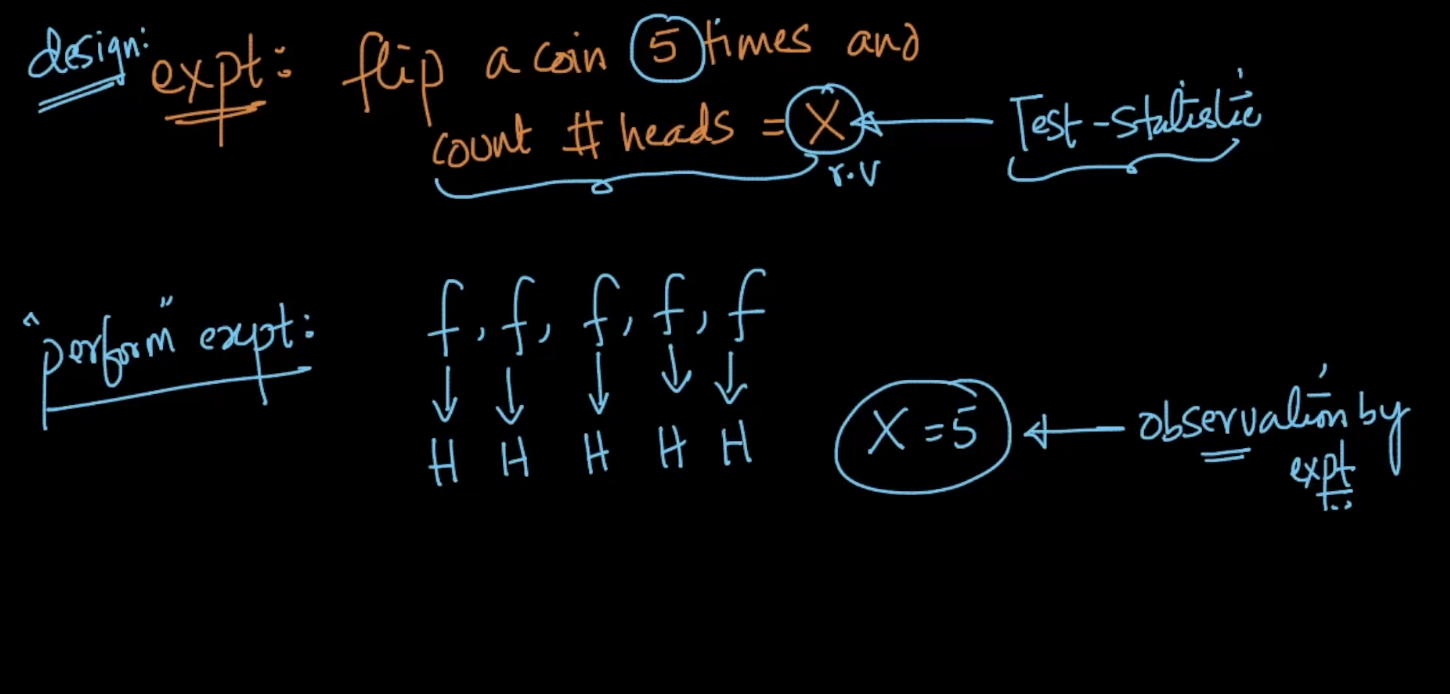 design: expt: flip a coin 5 times and
count # heads = X ← Test-statistic
r.v
"perform" expt: f, f, f, f, f
↓ ↓ ↓ ↓ ↓
H H H H H
X = 5 ← observation by
expt